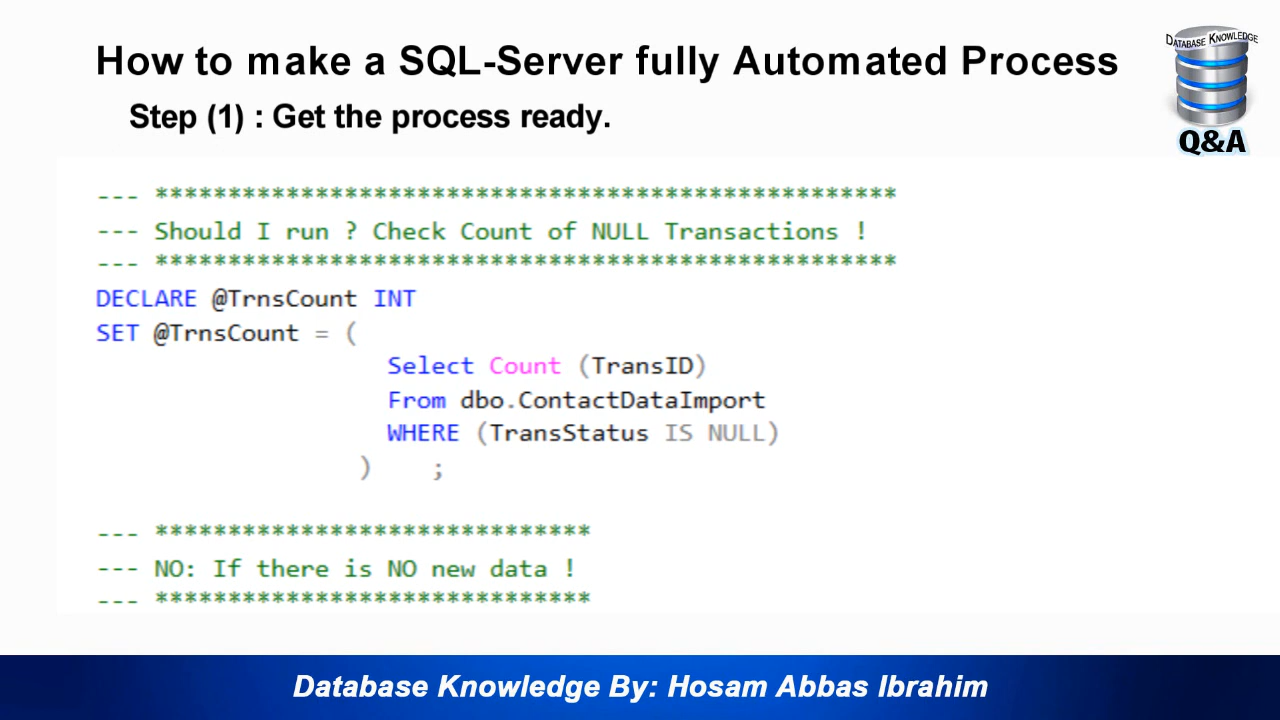 How to make a SQL-Server fully Automated Process
DATABASE KNOWLEDGE
Q&A
Step (1) : Get the process ready.
--- ***************************************************
--- Should I run ? Check Count of NULL Transactions !
--- ***************************************************
DECLARE @TrnsCount INT
SET @TrnsCount = (
Select Count (TransID)
From dbo.ContactDataImport
WHERE (TransStatus IS NULL)
) ;
--- ******************************
--- NO: If there is NO new data !
--- ******************************
Database Knowledge By: Hosam Abbas Ibrahim